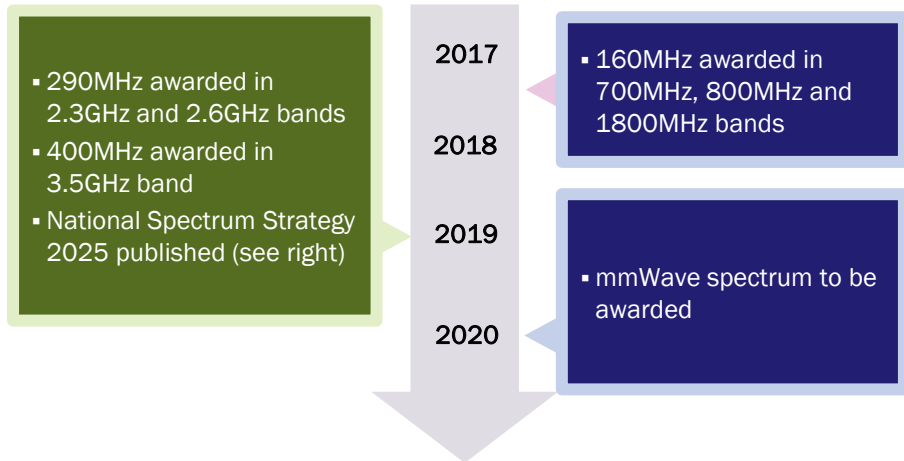 ▪ 290MHz awarded in
2.3GHz and 2.6GHz bands
▪ 400MHz awarded in
3.5GHz band
▪ National Spectrum Strategy
2025 published (see right)
2017
2018
2019
2020
▪ 160MHz awarded in
700MHz, 800MHz and
1800MHz bands
▪ mmWave spectrum to be
awarded